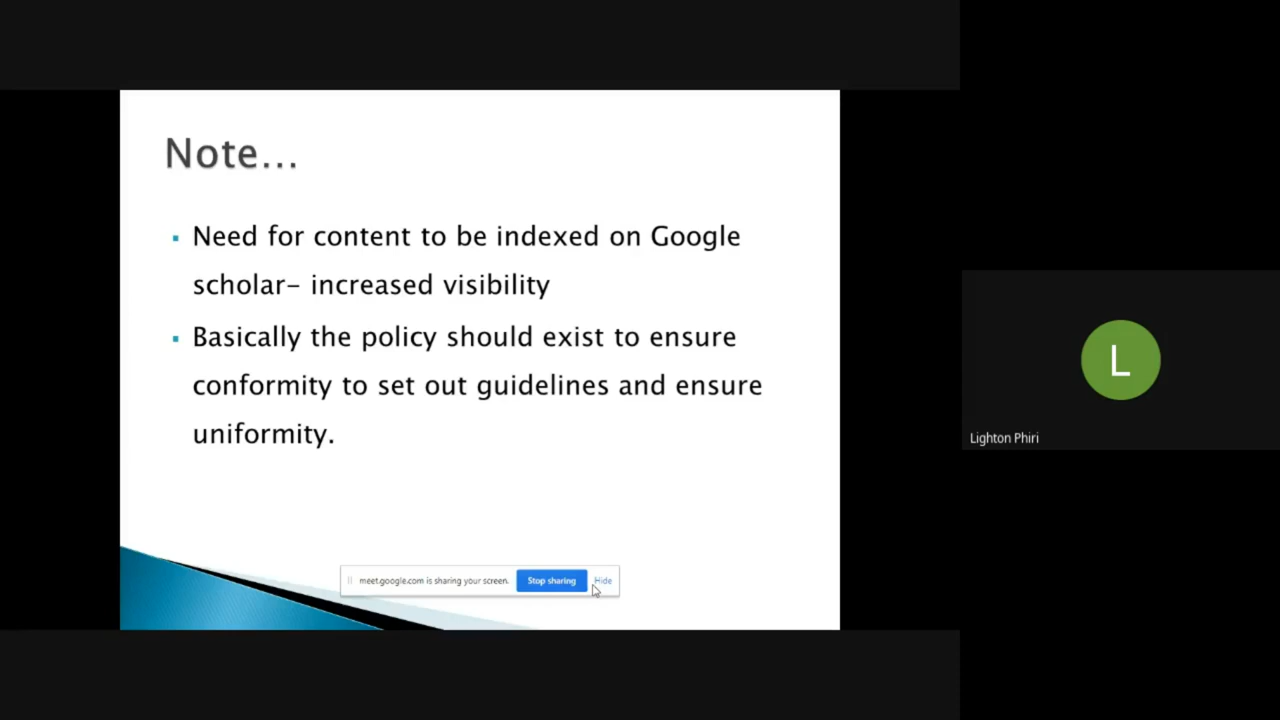 Note...
▪ Need for content to be indexed on Google
scholar– increased visibility
▪ Basically the policy should exist to ensure
conformity to set out guidelines and ensure
uniformity.
meet.google.com is sharing your screen. Stop sharing Hide
L
Lighton Phiri